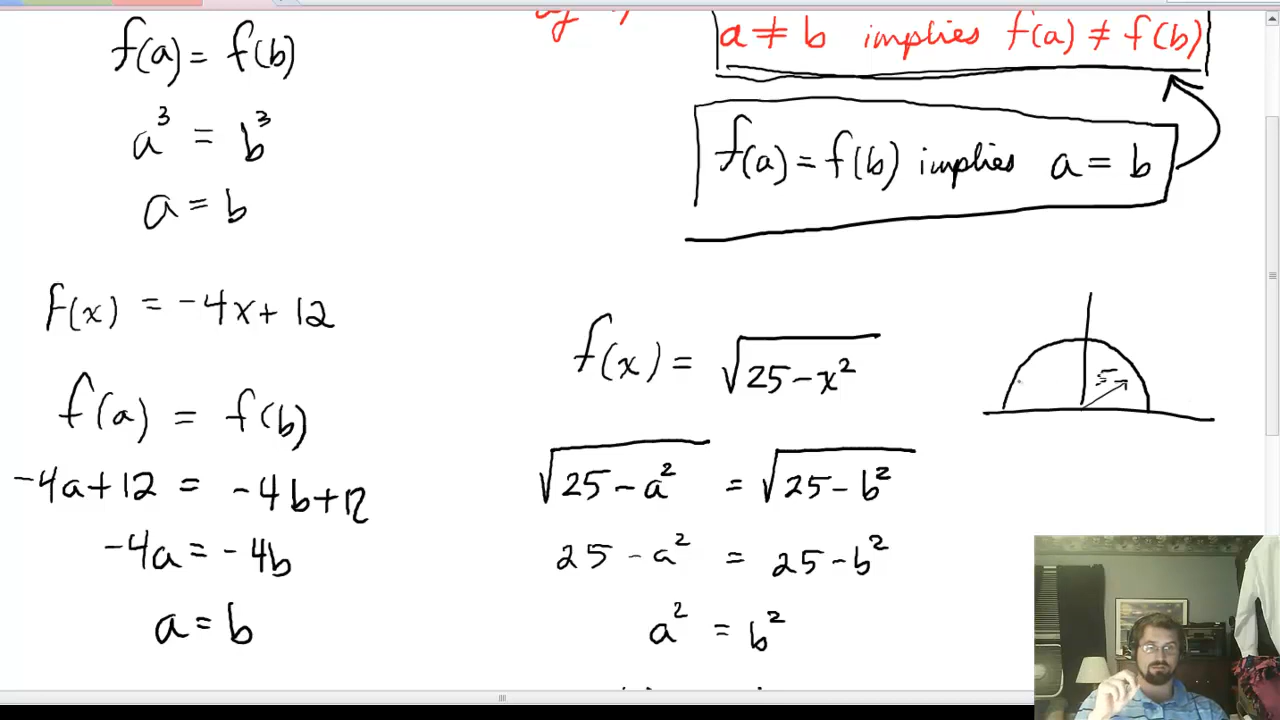 f(a) = f(b)
a³ = b³
a = b
F(x) = -4x+ 12
f(a) = f(b)
-4a+12 = -4b+12
-4a = -4b
a = b
a ≠ b implies f(a) ≠ f(b)
f(a) = f(b) implies a = b
f(x) = √25-x²
5
√25-a² = √25-b²
25-a² = 25-b²
a² = b²